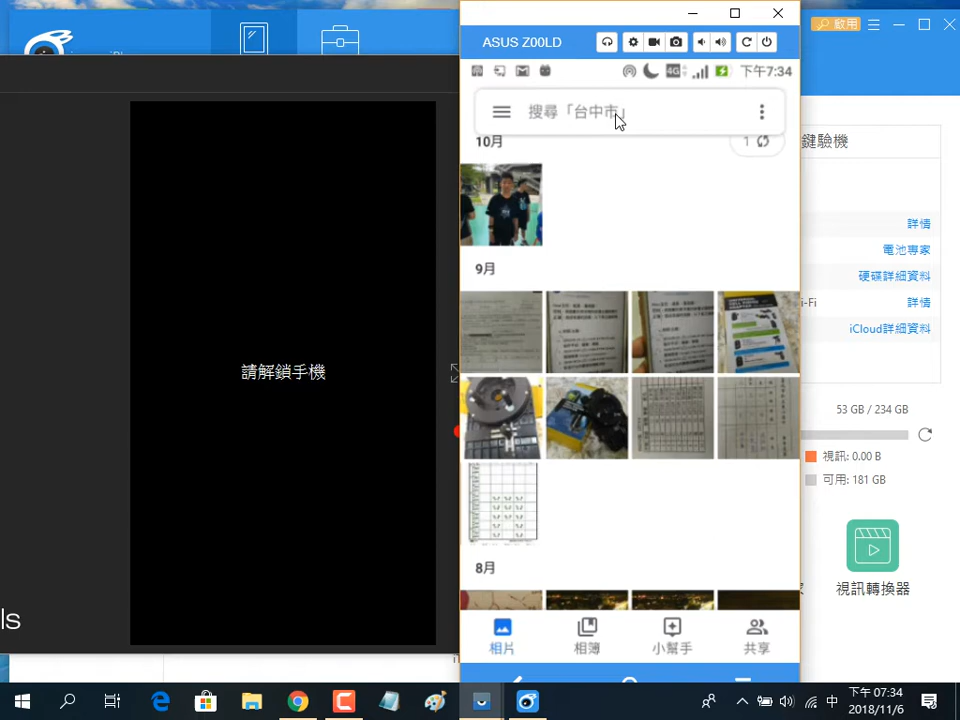 啟用
ASUS Z00LD
4G
下午7:34
搜尋「台中市」
10月
1
鍵驗機
9月
詳情
電池專家
硬碟詳細資料
i-Fi
詳情
iCloud詳細資料
請解鎖手機
53 GB / 234 GB
視訊: 0.00 B
可用: 181 GB
8月
視訊轉換器
ls
相片
相簿
小幫手
共享
中
下午 07:34
2018/11/6